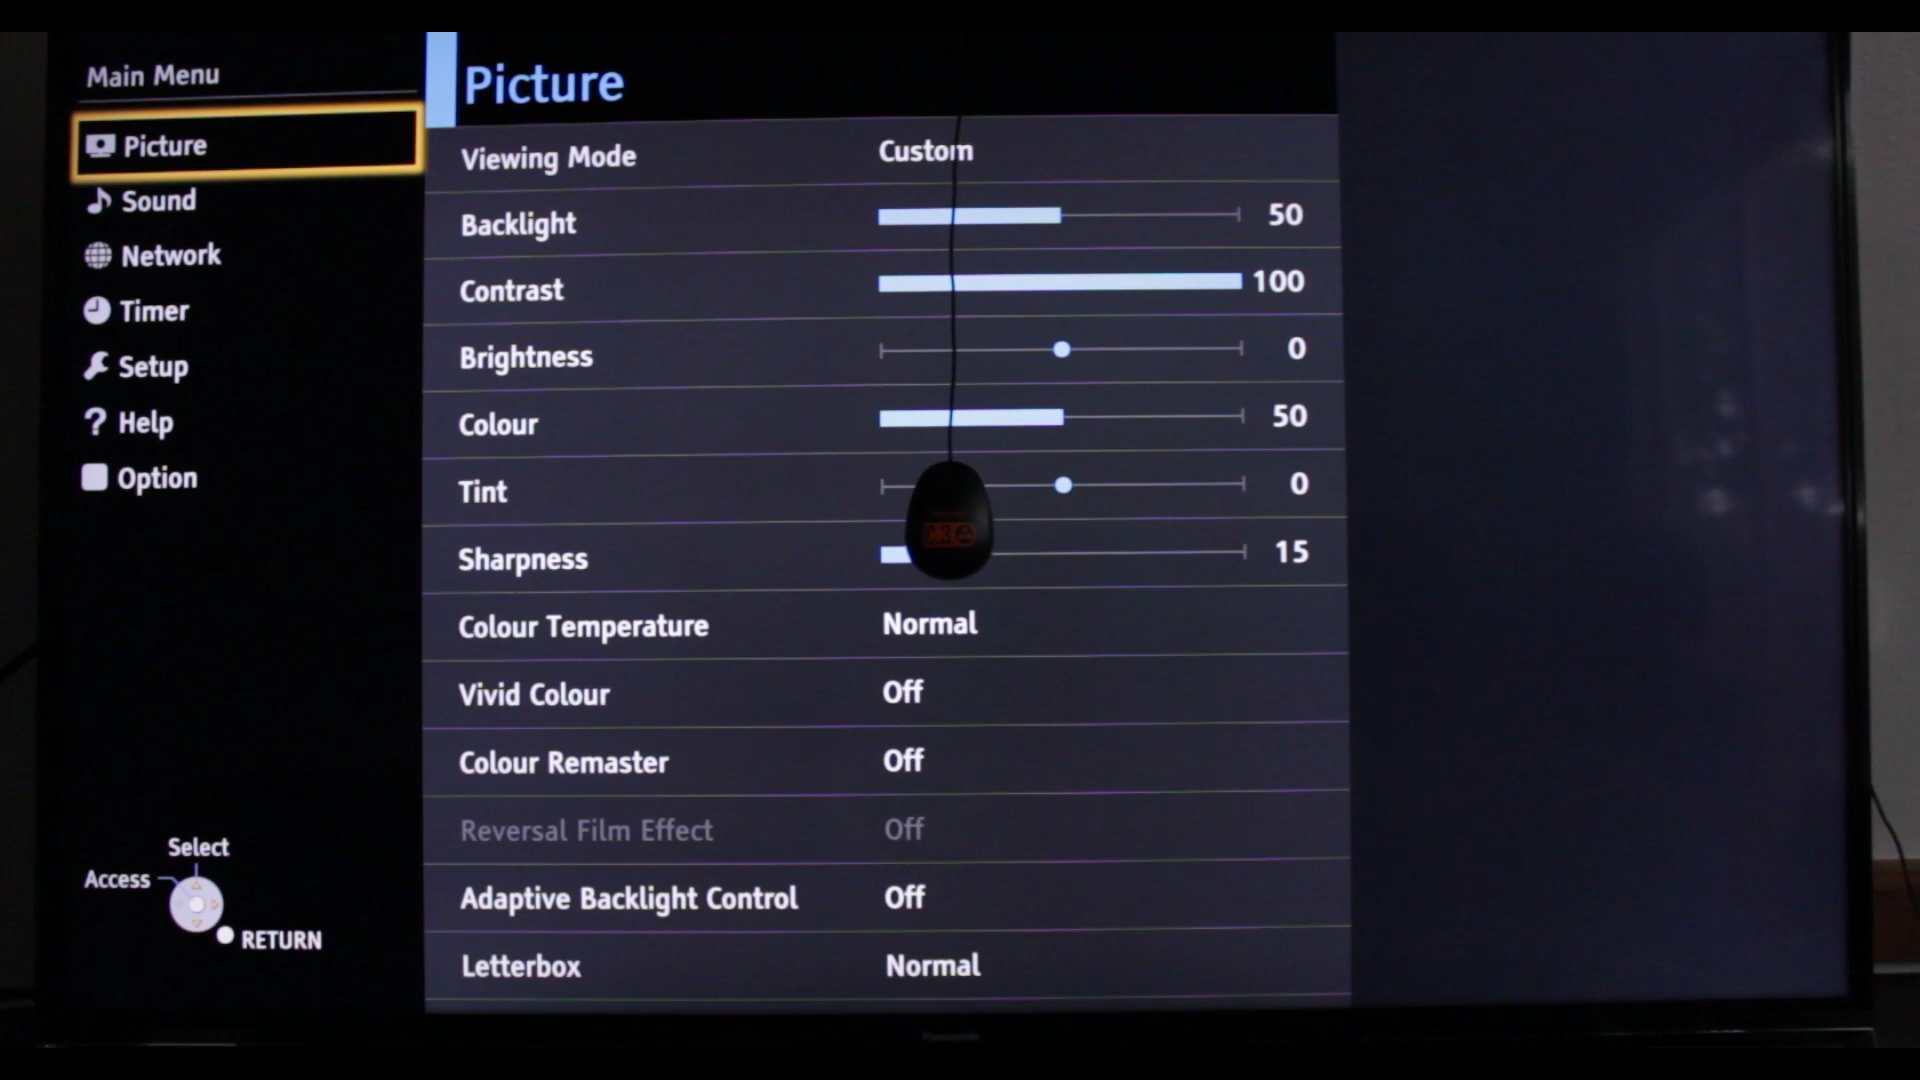 Main Menu
Picture
Sound
Network
Timer
Setup
Help
Option
Select
Access
RETURN
Picture
Viewing Mode Custom
Backlight 50
Contrast 100
Brightness 0
Colour 50
Tint 0
Sharpness 15
Colour Temperature Normal
Vivid Colour Off
Colour Remaster Off
Reversal Film Effect Off
Adaptive Backlight Control Off
Letterbox Normal
Panasonic